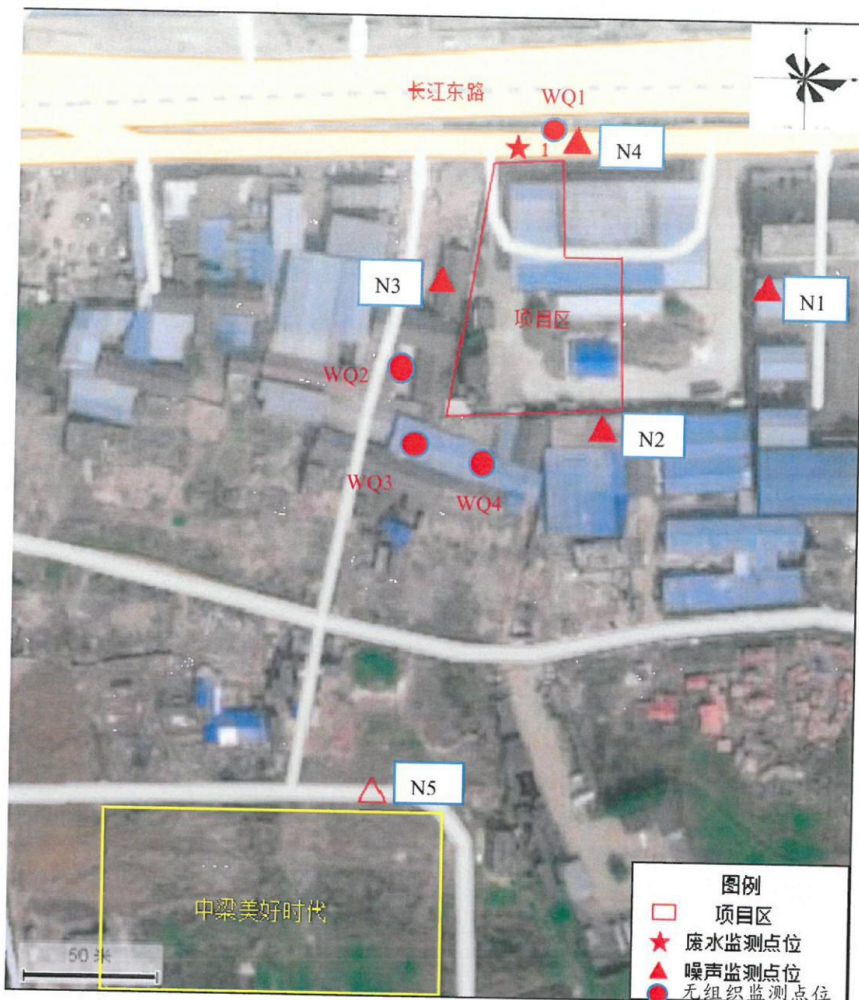 长江东路
WQ1
1
N4
N3
N1
项目区
WQ2
N2
WQ3
WQ4
N5
中梁美好时代
50 米
图例
项目区
废水监测点位
噪声监测点位
无组织监测点位